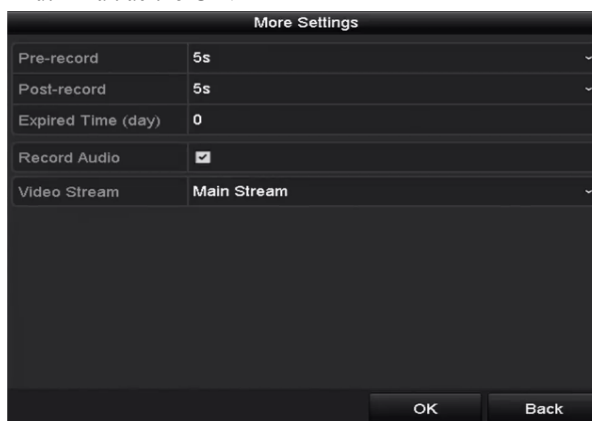 More Settings
Pre-record 5s
Post-record 5s
Expired Time (day) 0
Record Audio
Video Stream Main Stream
OK Back